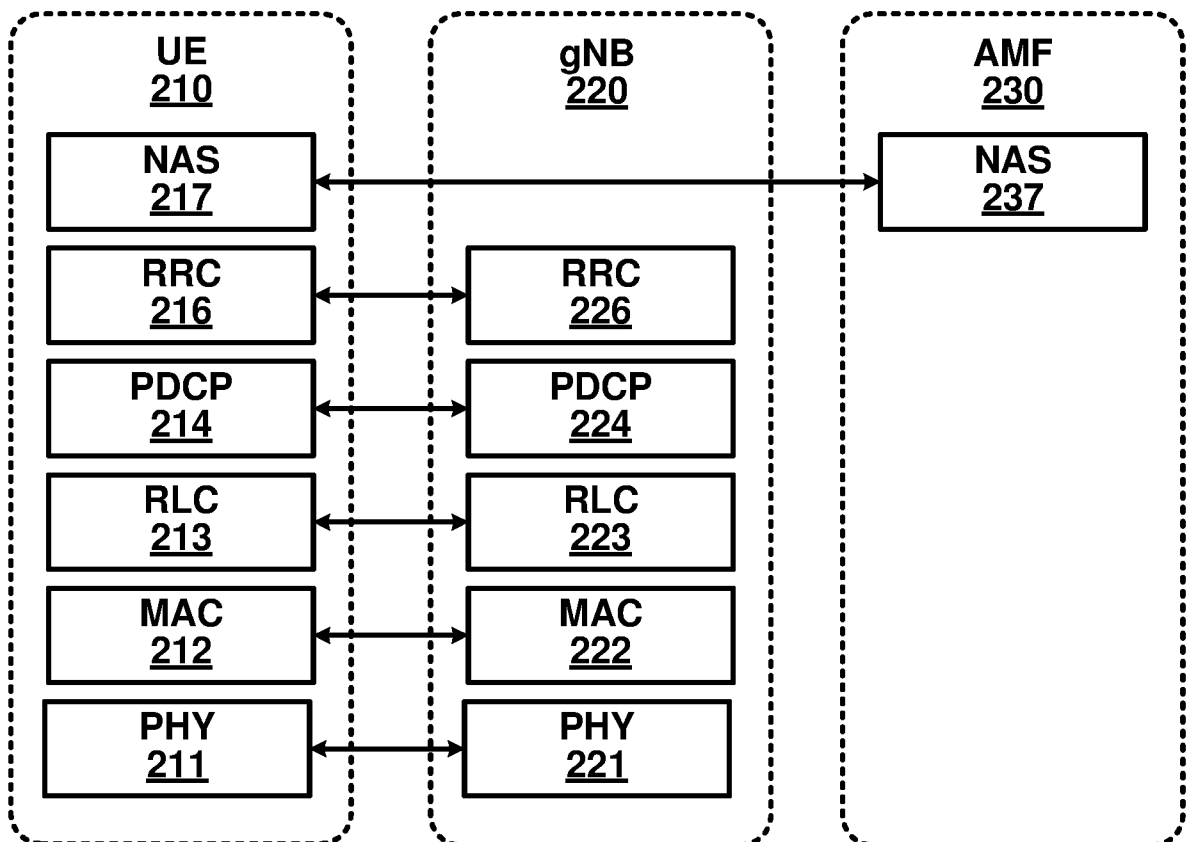 UE
210
gNB
220
AMF
230
NAS
217
NAS
237
RRC
216
RRC
226
PDCP
214
PDCP
224
RLC
213
RLC
223
MAC
212
MAC
222
PHY
211
PHY
221